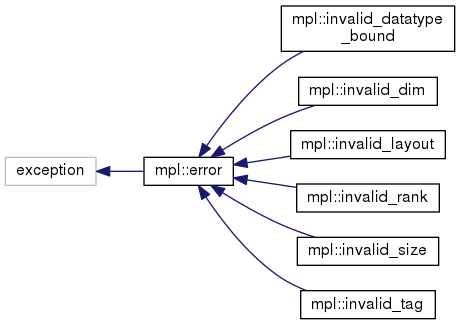 mpl::invalid_datatype
_bound
mpl::invalid_dim
mpl::invalid_layout
exception
mpl::error
mpl::invalid_rank
mpl::invalid_size
mpl::invalid_tag